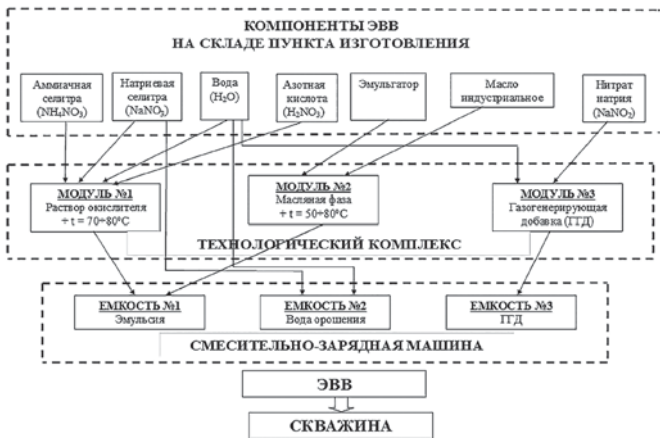 КОМПОНЕНТЫ ЭВВ
НА СКЛАДЕ ПУНКТА ИЗГОТОВЛЕНИЯ
Аммиачная
селитра
(NH₄NO₃)
Натриевая
селитра
(NaNO₃)
Вода
(H₂O)
Азотная
кислота
(H₂NO₃)
Эмульгатор
Масло
индустриальное
Нитрат
натрия
(NaNO₂)
МОДУЛЬ №1
Раствор окислителя
+ t = 70÷80°C
МОДУЛЬ №2
Масляная фаза
+ t = 50÷80°C
МОДУЛЬ №3
Газогенерирующая
добавка (ГГД)
ТЕХНОЛОГИЧЕСКИЙ КОМПЛЕКС
ЕМКОСТЬ №1
Эмульсия
ЕМКОСТЬ №2
Вода орошения
ЕМКОСТЬ №3
ГГД
СМЕСИТЕЛЬНО-ЗАРЯДНАЯ МАШИНА
ЭВВ
СКВАЖИНА